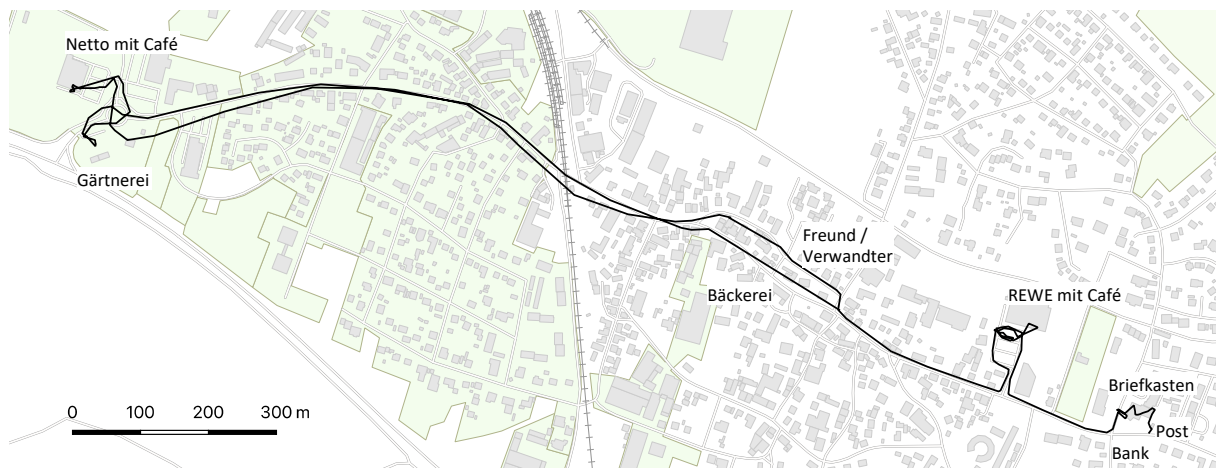 Netto mit Café
Gärtnerei
Freund /
Verwandter
Bäckerei
REWE mit Café
Briefkasten
Post
Bank
0 100 200 300 m